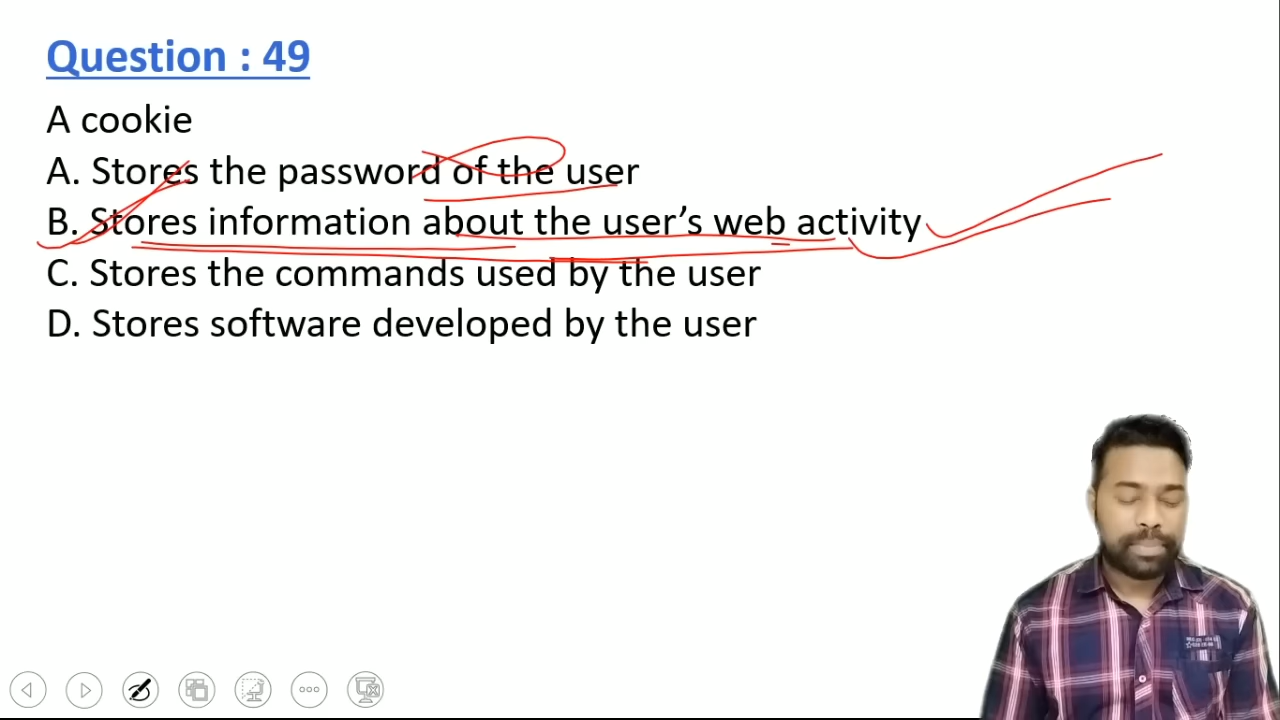 Question : 49
A cookie
A. Stores the password of the user
B. Stores information about the user’s web activity
C. Stores the commands used by the user
D. Stores software developed by the user